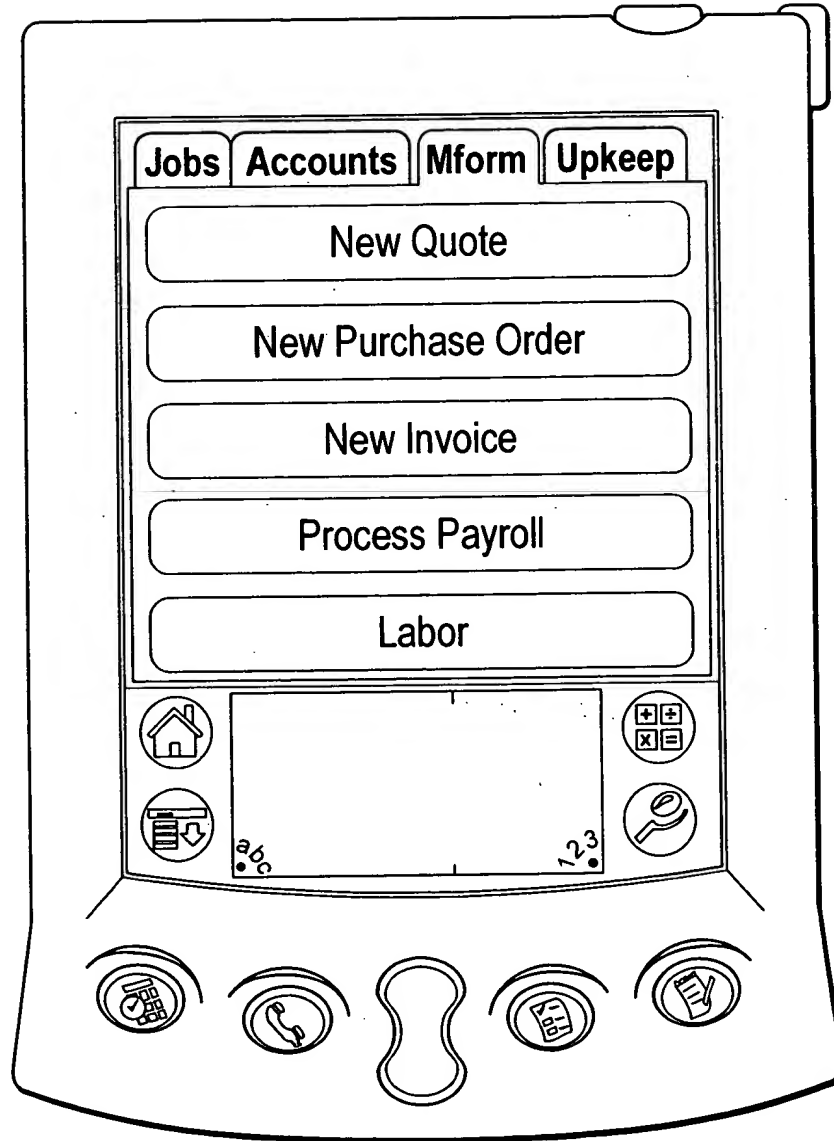 Jobs Accounts Mform Upkeep
New Quote
New Purchase Order
New Invoice
Process Payroll
Labor
abc 123